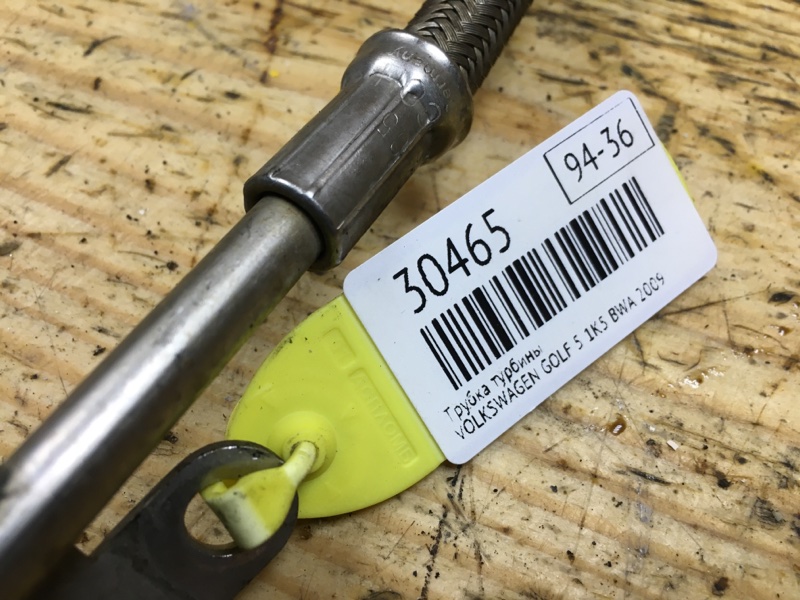 94-36
30465
Трубка турбины
VOLKSWAGEN GOLF 5 1K5 BWA 2009